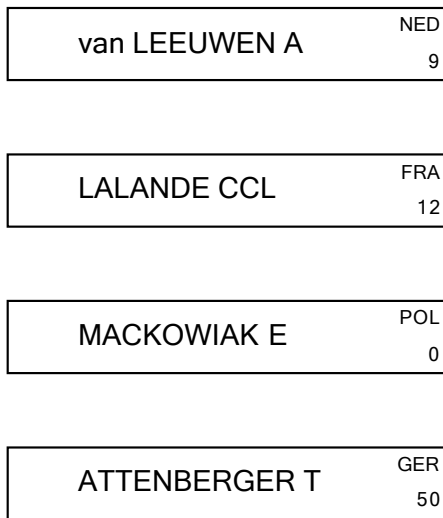 van LEEUWEN A NED
9
LALANDE CCL FRA
12
MACKOWIAK E POL
0
ATTENBERGER T GER
50